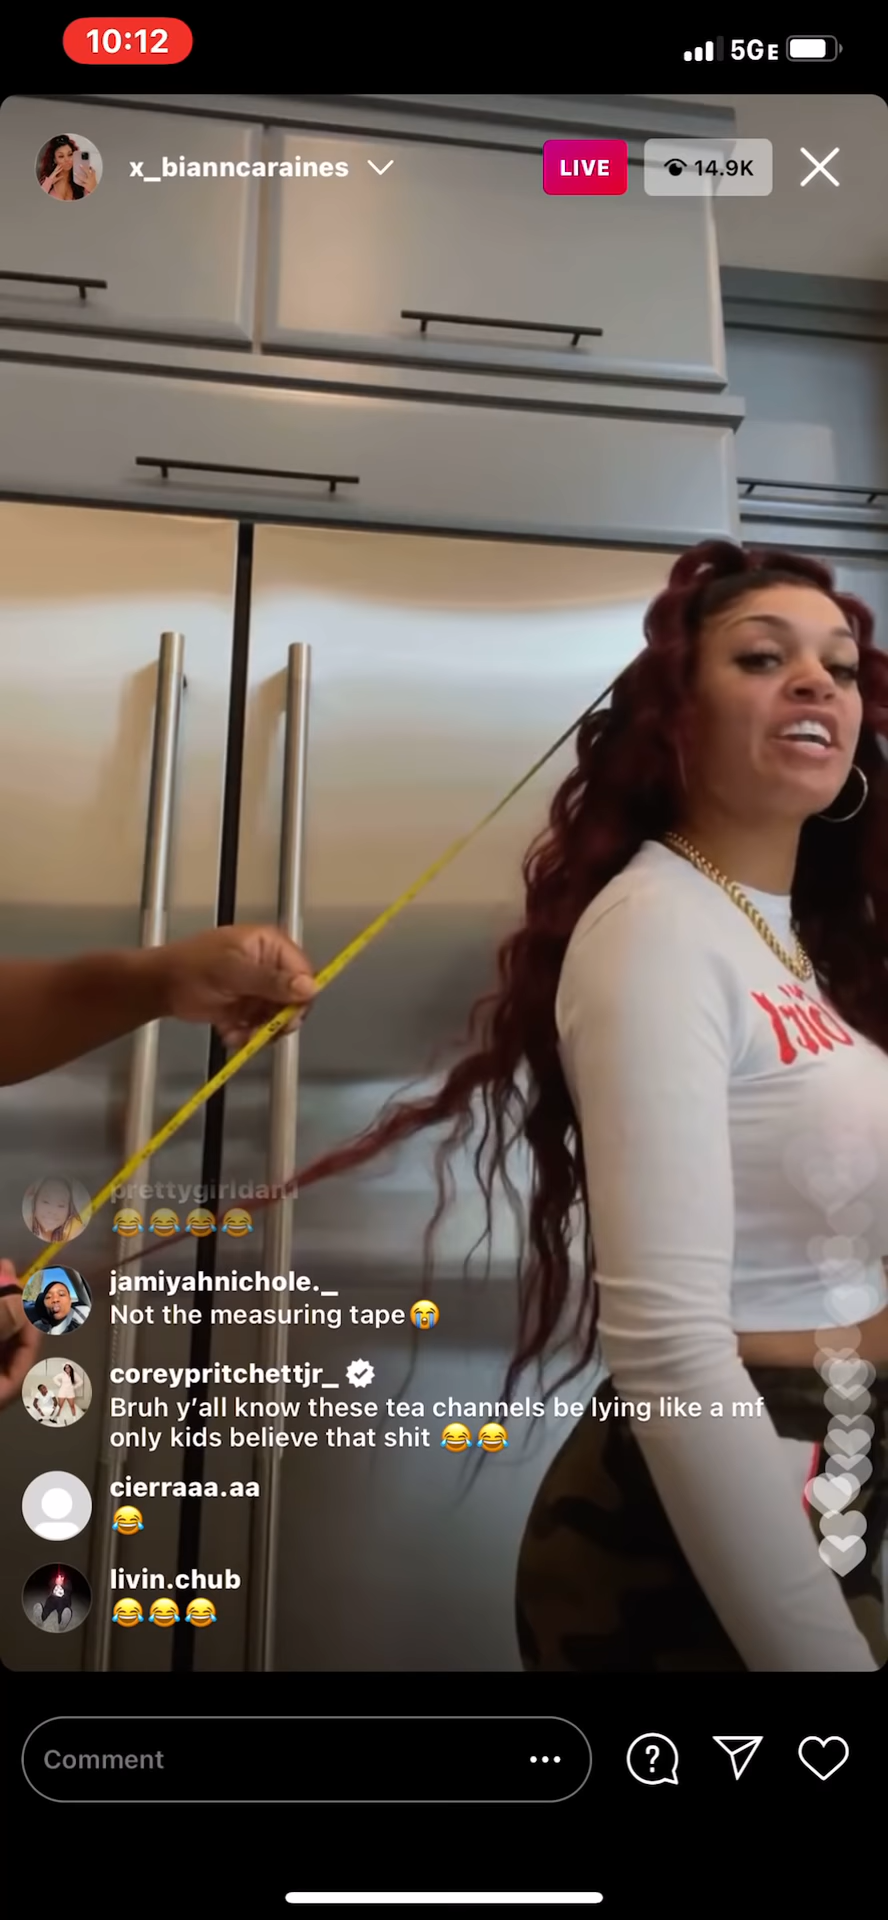 10:12
5GE
x_bianncaraines
LIVE
14.9K
prettygirldan1
😂😂😂😂
jamiyahnichole._
Not the measuring tape😭
coreypritchettjr_
Bruh y'all know these tea channels be lying like a mf
only kids believe that shit 😂😂
cierraaa.aa
😂
livin.chub
😂😂😂
Comment